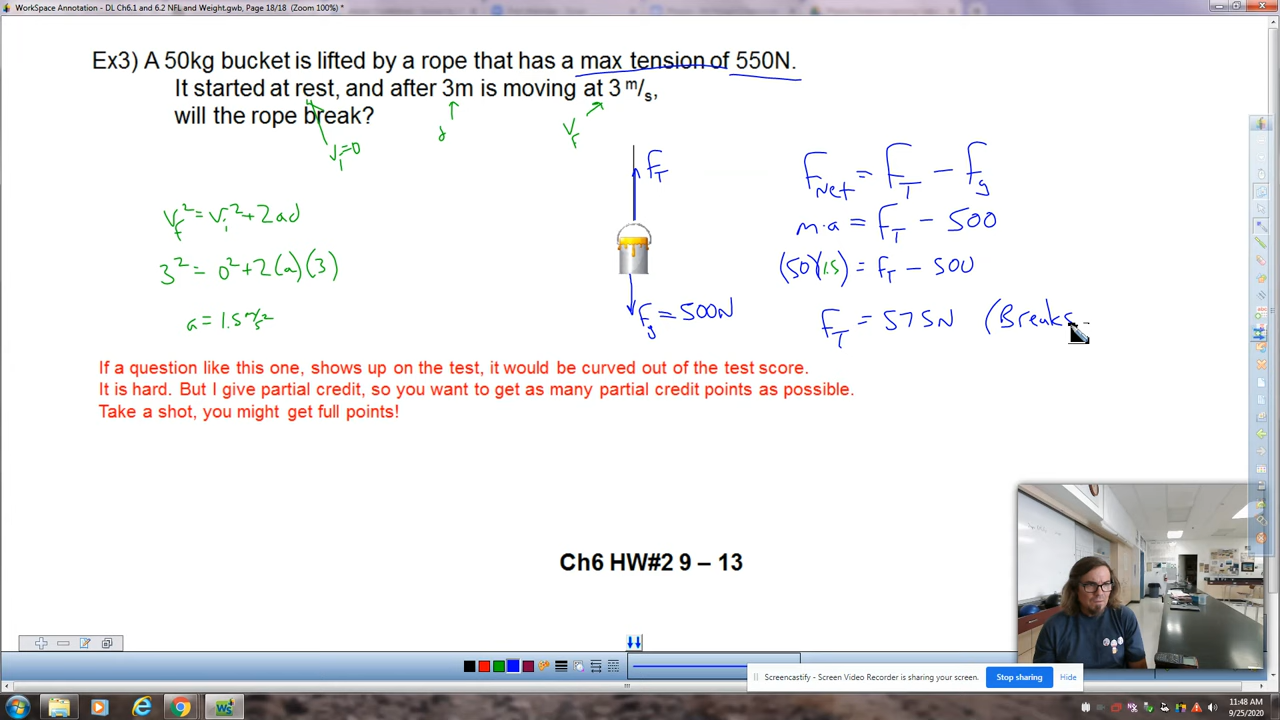 WorkSpace Annotation - DL Ch6.1 and 6.2 NFL and Weight.gwb, Page 18/18 (Zoom 100%) *
Ex3) A 50kg bucket is lifted by a rope that has a max tension of 550N.
It started at rest, and after 3m is moving at 3 m/s,
will the rope break?
Vi=0
d
Vf
FT
Fg = 500N
Vf² = Vi² + 2ad
3² = 0² + 2(a)(3)
a = 1.5 m/s²
FNet = FT - Fg
m·a = FT - 500
(50)(1.5) = FT - 500
FT = 575N (Breaks
If a question like this one, shows up on the test, it would be curved out of the test score.
It is hard. But I give partial credit, so you want to get as many partial credit points as possible.
Take a shot, you might get full points!
Ch6 HW#2 9 – 13
Screencastify - Screen Video Recorder is sharing your screen.
Stop sharing
Hide
11:48 AM
9/25/2020